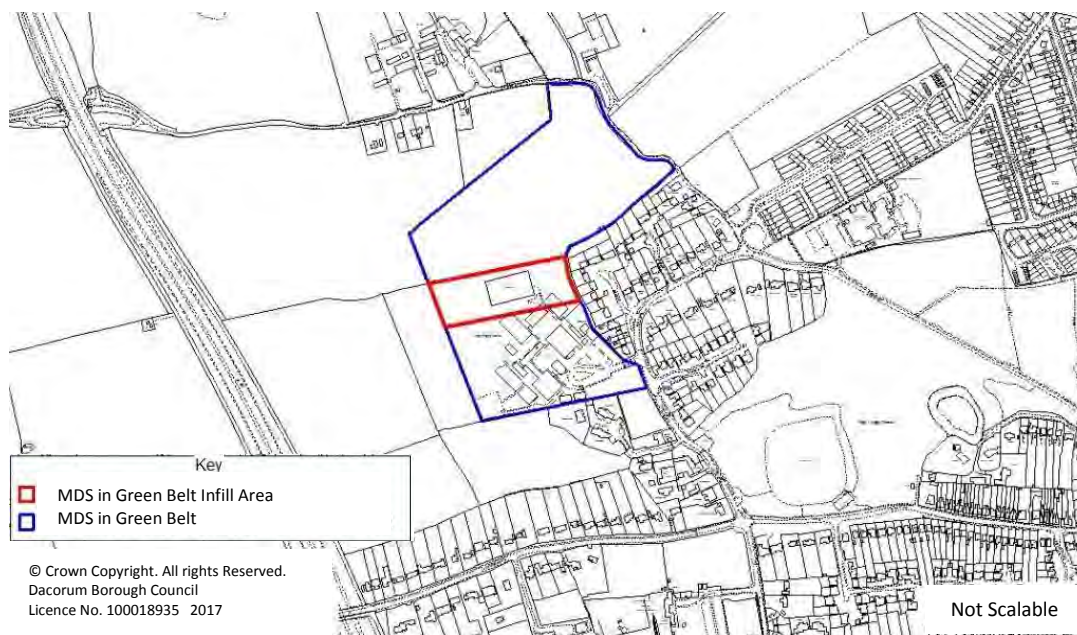 Key
MDS in Green Belt Infill Area
MDS in Green Belt
© Crown Copyright. All rights Reserved.
Dacorum Borough Council
Licence No. 100018935 2017
Not Scalable